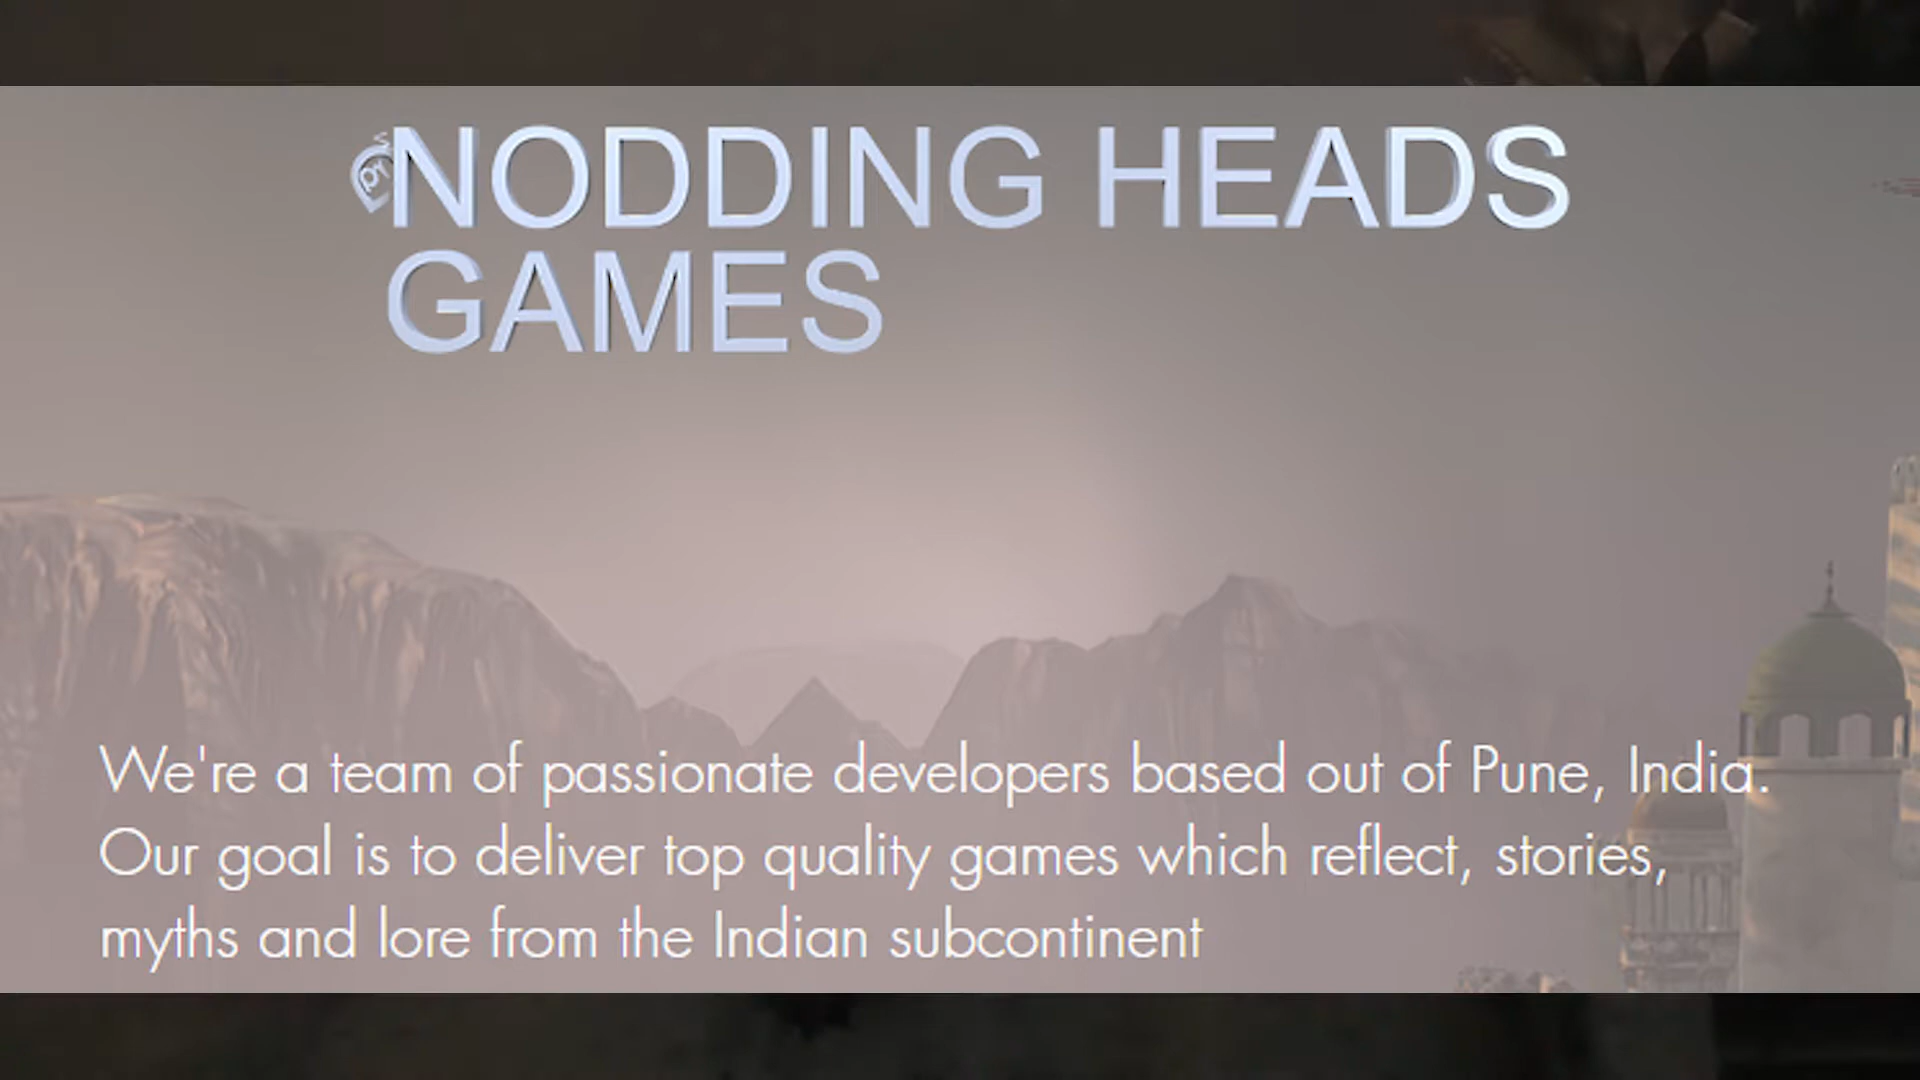 NODDING HEADS
GAMES
We're a team of passionate developers based out of Pune, India.
Our goal is to deliver top quality games which reflect, stories,
myths and lore from the Indian subcontinent